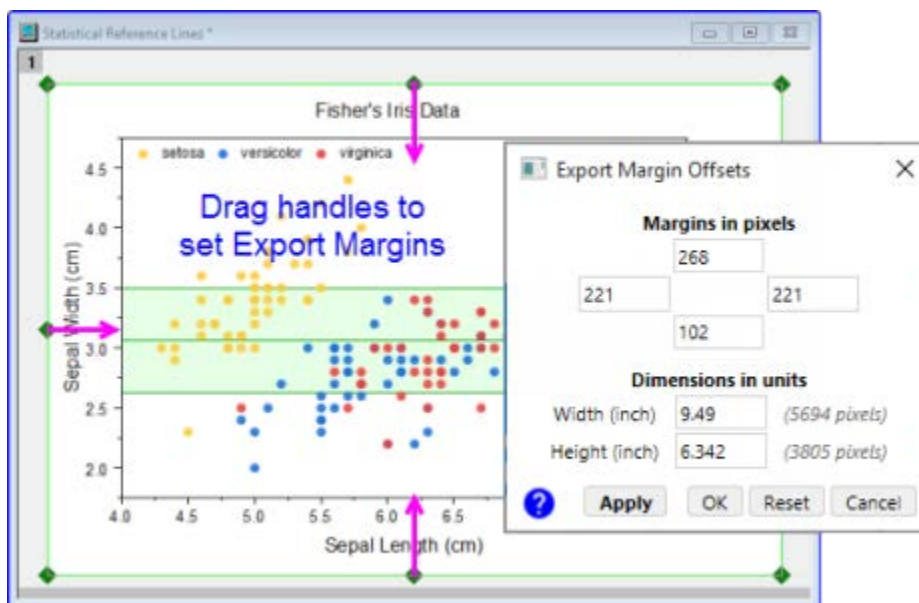 Statistical Reference Lines *
1
Fisher's Iris Data
setosa versicolor virginica
Drag handles to
set Export Margins
Sepal Width (cm)
4.5
4.0
3.5
3.0
2.5
2.0
4.0 4.5 5.0 5.5 6.0 6.5
Sepal Length (cm)
Export Margin Offsets
Margins in pixels
268
221 221
102
Dimensions in units
Width (inch) 9.49 (5694 pixels)
Height (inch) 6.342 (3805 pixels)
? Apply OK Reset Cancel